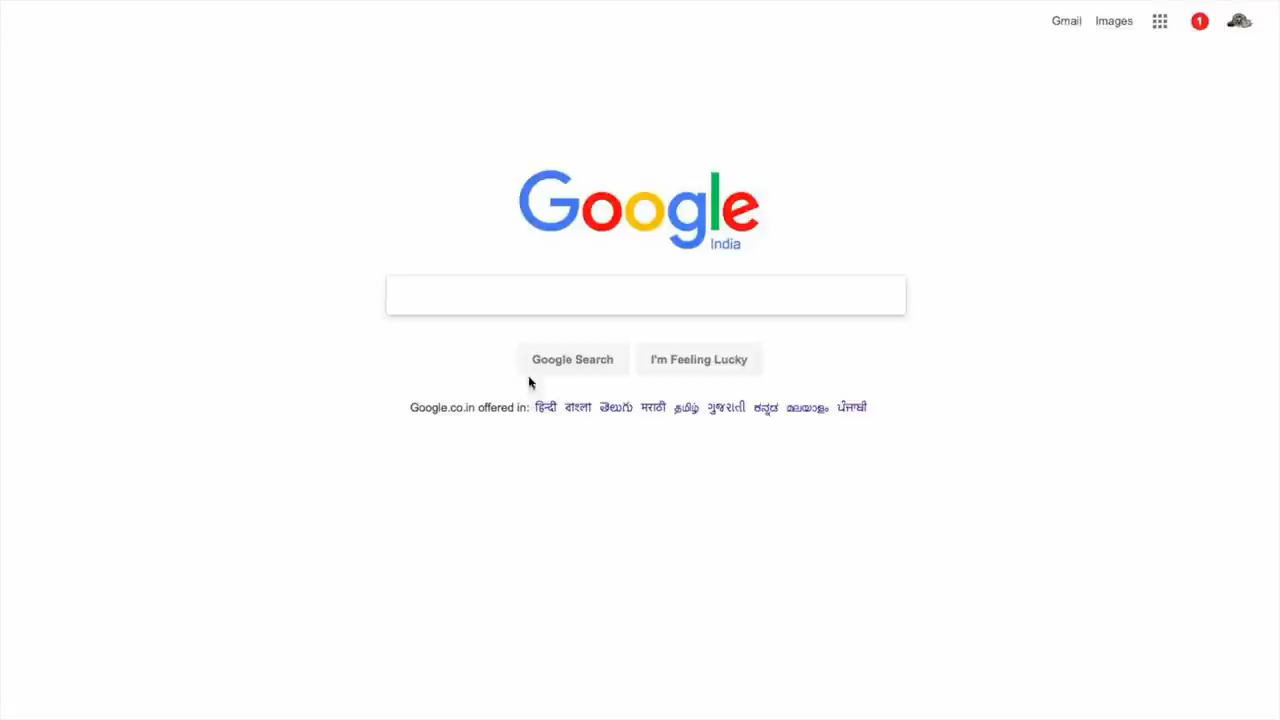 Gmail Images 1
Google
India
Google Search I'm Feeling Lucky
Google.co.in offered in: हिन्दी বাংলা తెలుగు मराठी தமிழ் ગુજરાતી ಕನ್ನಡ മലയാളം ਪੰਜਾਬੀ